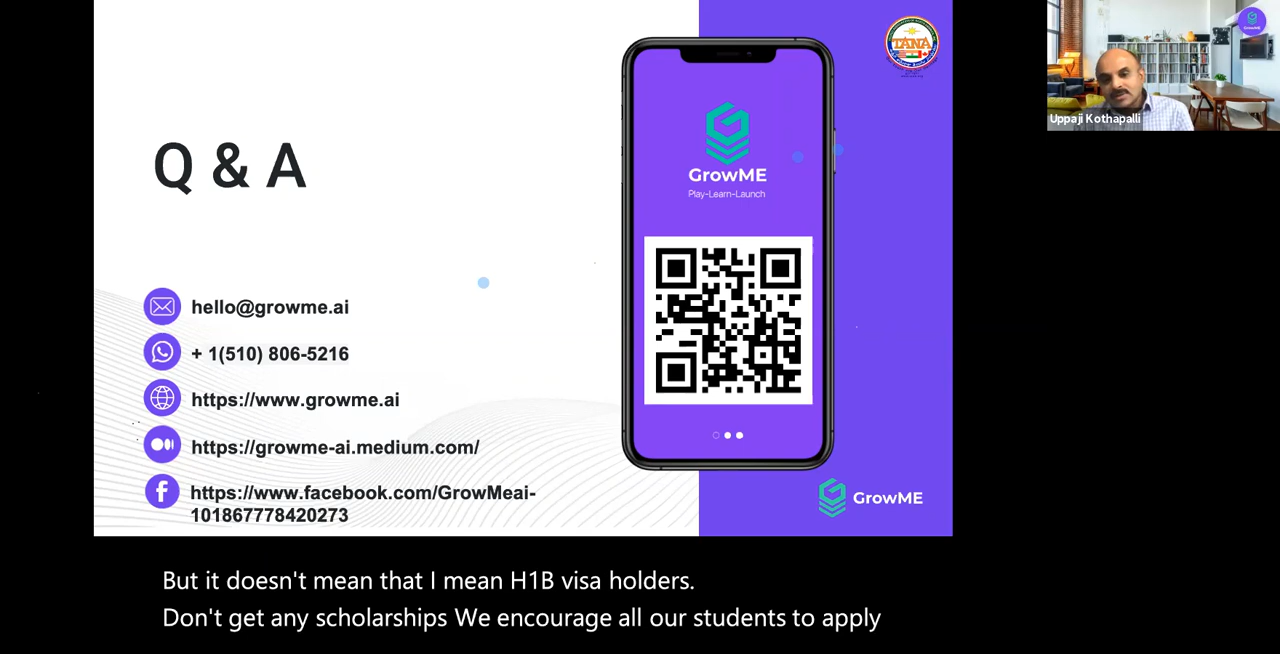 TANA
GrowME
Uppaji Kothapalli
Q & A
GrowME
Play-Learn-Launch
hello@growme.ai
+ 1(510) 806-5216
https://www.growme.ai
https://growme-ai.medium.com/
https://www.facebook.com/GrowMeai-
101867778420273
GrowME
But it doesn't mean that I mean H1B visa holders.
Don't get any scholarships We encourage all our students to apply